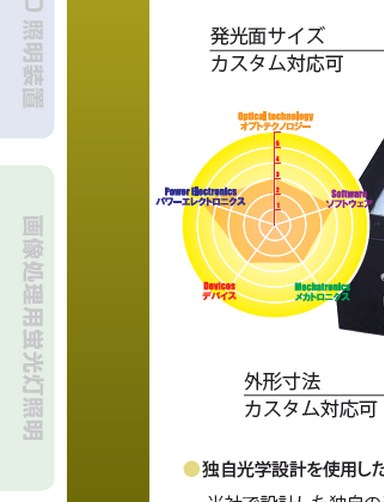 照明装置
画像処理用蛍光灯照明
発光面サイズ
カスタム対応可
Optical technology
オプトテクノロジー
6
5
4
3
2
1
Power Electronics
パワーエレクトロニクス
Software
ソフトウェア
Devices
デバイス
Mechatronics
メカトロニクス
外形寸法
カスタム対応可
●独自光学設計を使用した